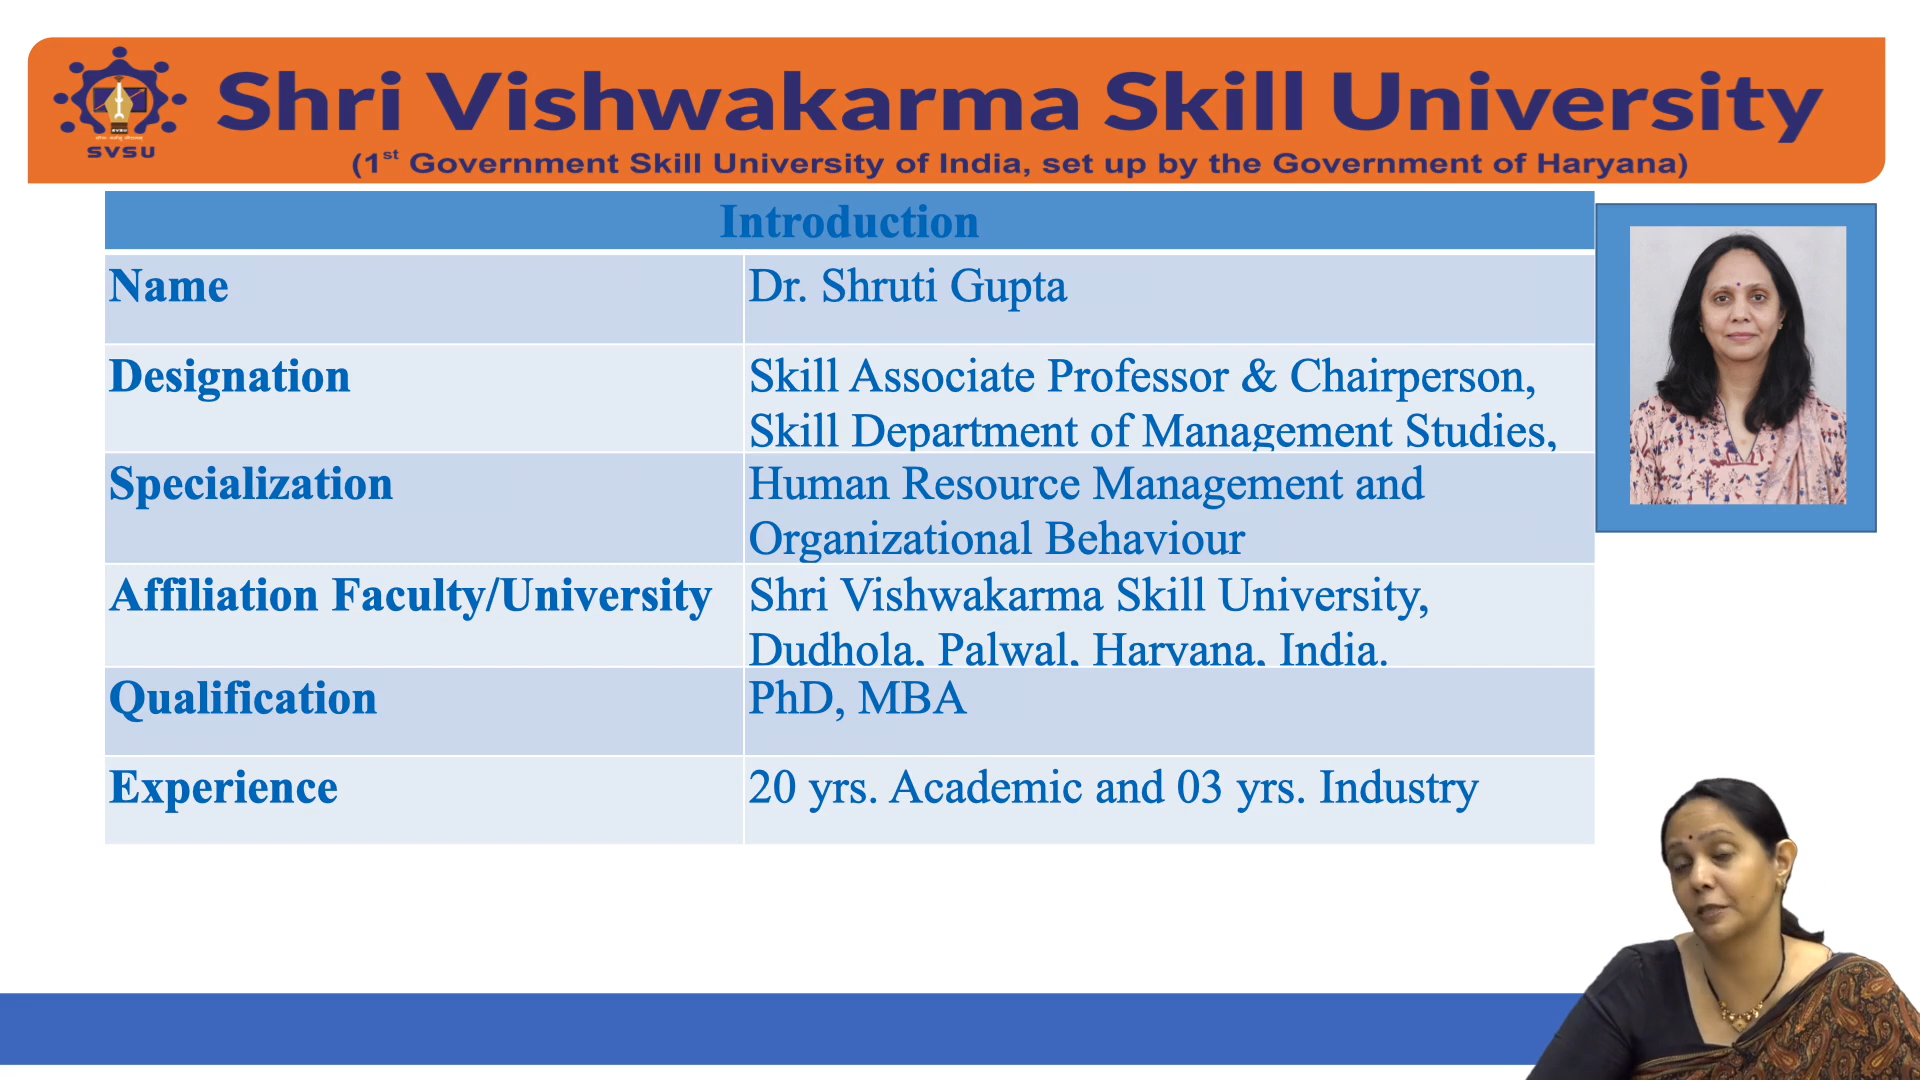 Shri Vishwakarma Skill University
(1st Government Skill University of India, set up by the Government of Haryana)
SVSU
Introduction
Name Dr. Shruti Gupta
Designation Skill Associate Professor & Chairperson,
Skill Department of Management Studies,
Specialization Human Resource Management and
Organizational Behaviour
Affiliation Faculty/University Shri Vishwakarma Skill University,
Dudhola, Palwal, Haryana, India.
Qualification PhD, MBA
Experience 20 yrs. Academic and 03 yrs. Industry